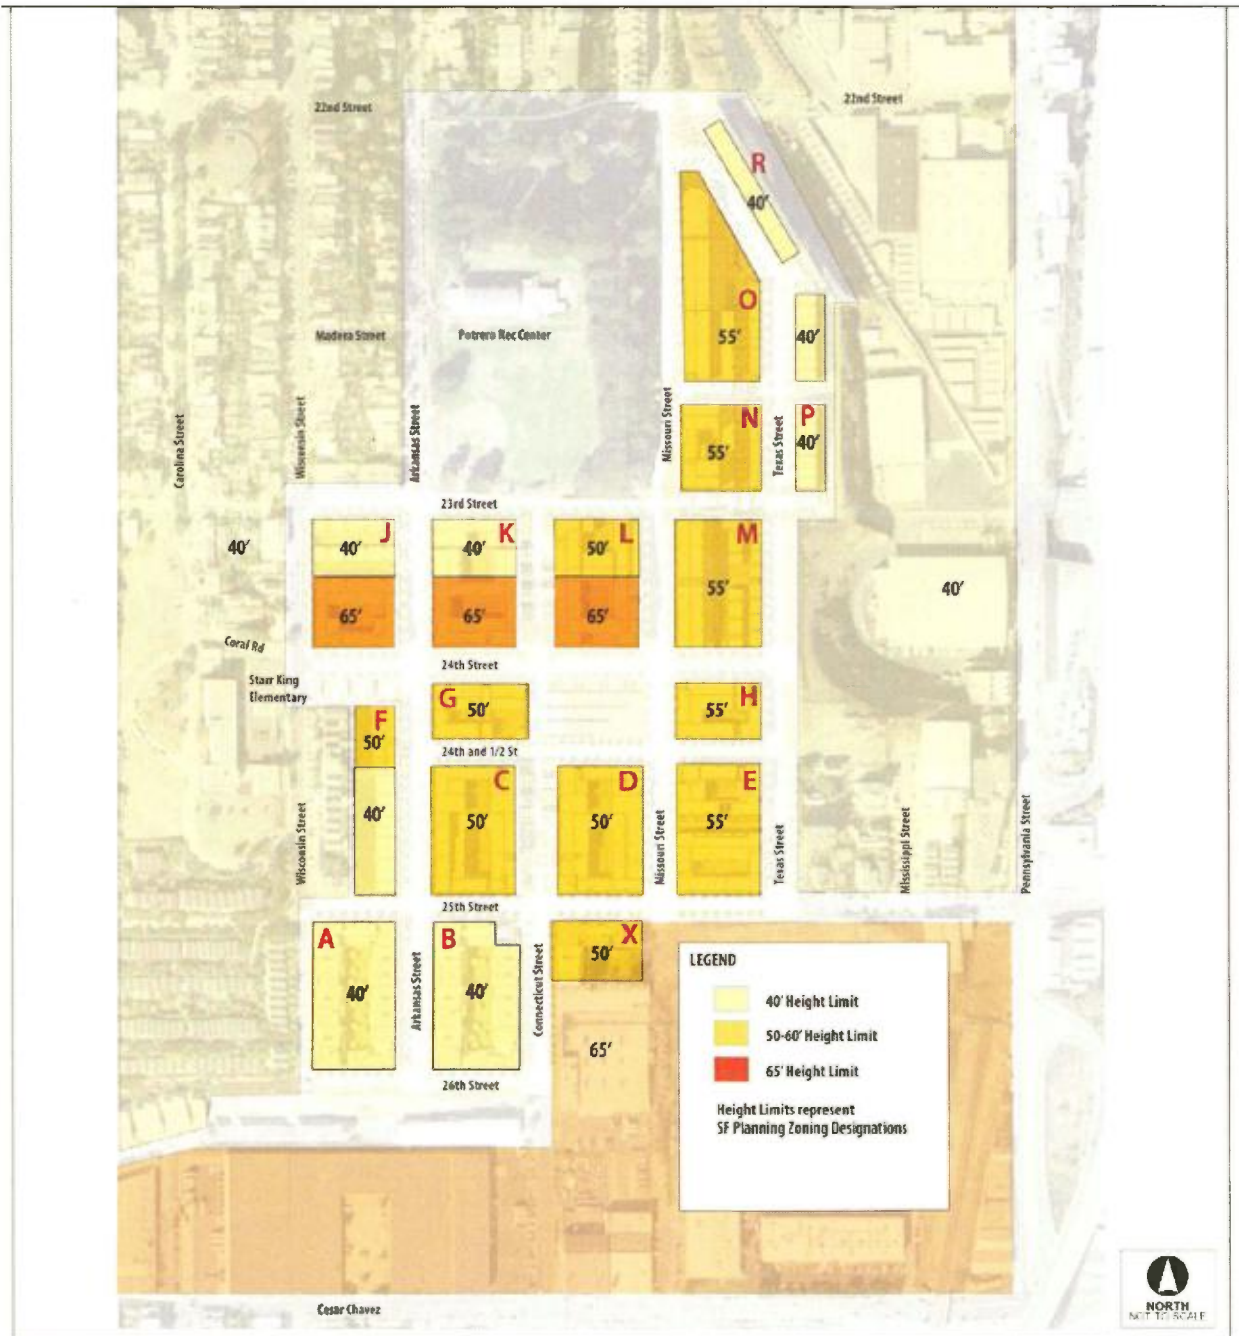 22nd Street
22nd Street
R
40'
O
55'
40'
Madera Street
Potrero Rec Center
Carolina Street
Wisconsin Street
Arkansas Street
Missouri Street
Texas Street
N
55'
P
40'
23rd Street
40'
J
40'
65'
K
40'
65'
L
50'
65'
M
55'
40'
Coral Rd
24th Street
Starr King
Elementary
F
50'
40'
G
50'
H
55'
24th and 1/2 St
C
50'
D
50'
E
55'
Wisconsin Street
Missouri Street
Texas Street
Mississippi Street
Pennsylvania Street
25th Street
A
40'
Arkansas Street
B
40'
Connecticut Street
X
50'
65'
26th Street
LEGEND
40' Height Limit
50-60' Height Limit
65' Height Limit
Height Limits represent
SF Planning Zoning Designations
Cesar Chavez
NORTH
NOT TO SCALE